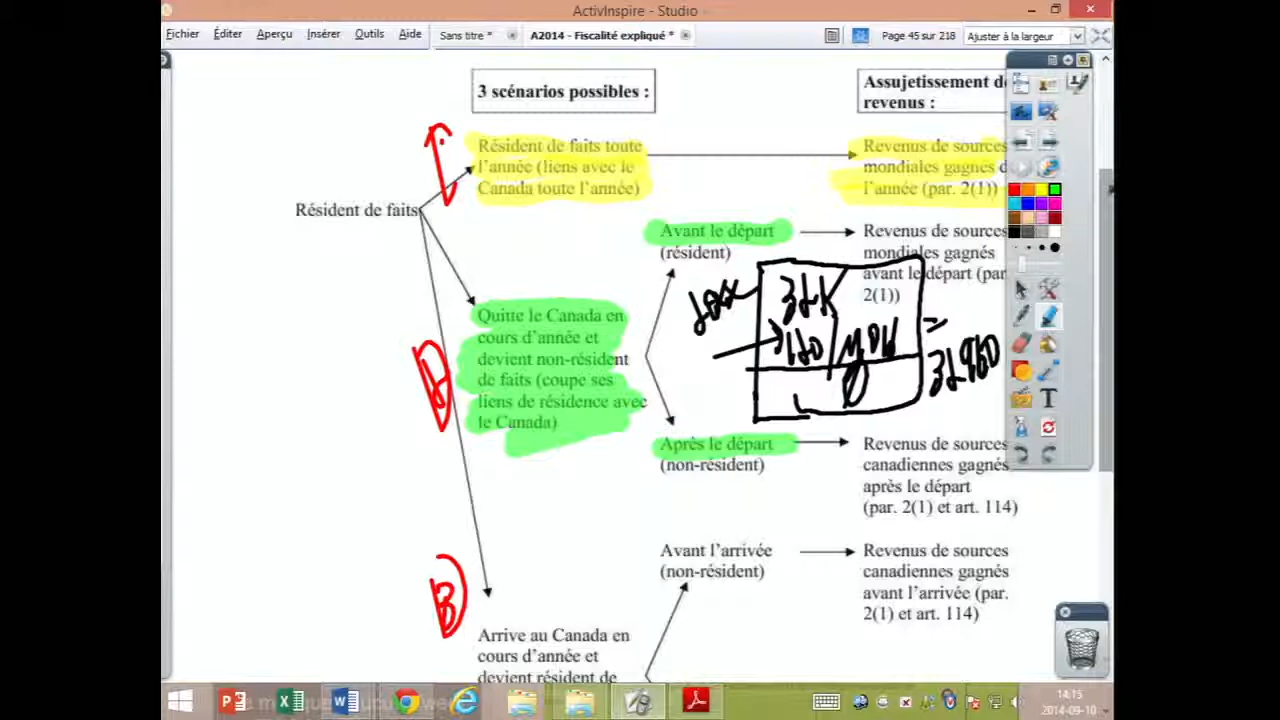 ActivInspire - Studio
Fichier Éditer Aperçu Insérer Outils Aide
Sans titre * A2014 - Fiscalité expliqué * Page 45 sur 218 Ajuster à la largeur
3 scénarios possibles :
Assujetissement de
revenus :
Résident de faits toute
l'année (liens avec le
Canada toute l'année)
Revenus de sources
mondiales gagnés d
l'année (par. 2(1))
Résident de faits
Avant le départ
(résident)
Revenus de sources
mondiales gagnés
avant le départ (par
2(1))
Quitte le Canada en
cours d'année et
devient non-résident
de faits (coupe ses
liens de résidence avec
le Canada)
Après le départ
(non-résident)
Revenus de sources
canadiennes gagnés
après le départ
(par. 2(1) et art. 114)
Avant l'arrivée
(non-résident)
Revenus de sources
canadiennes gagnés
avant l'arrivée (par.
2(1) et art. 114)
3)
Arrive au Canada en
cours d'année et
devient résident de
14:15
2014-09-10